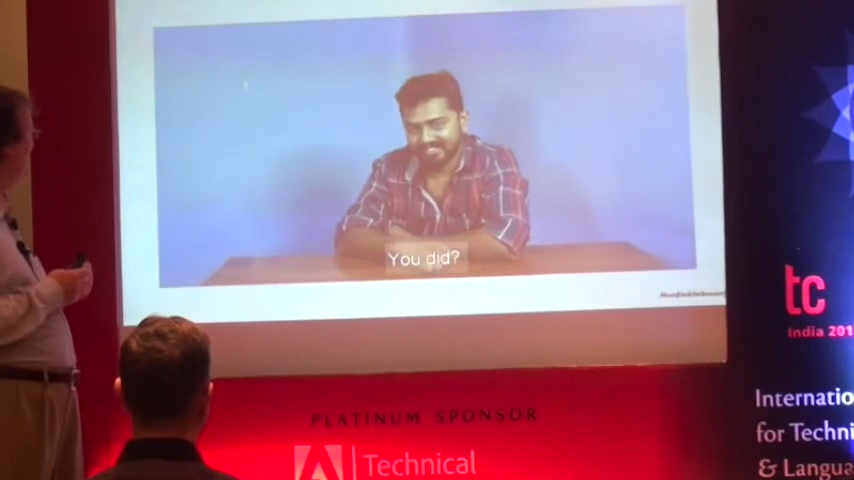 You did?
PLATINUM SPONSOR
Technical
tc
India 201
Internatio
for Techni
& Langua